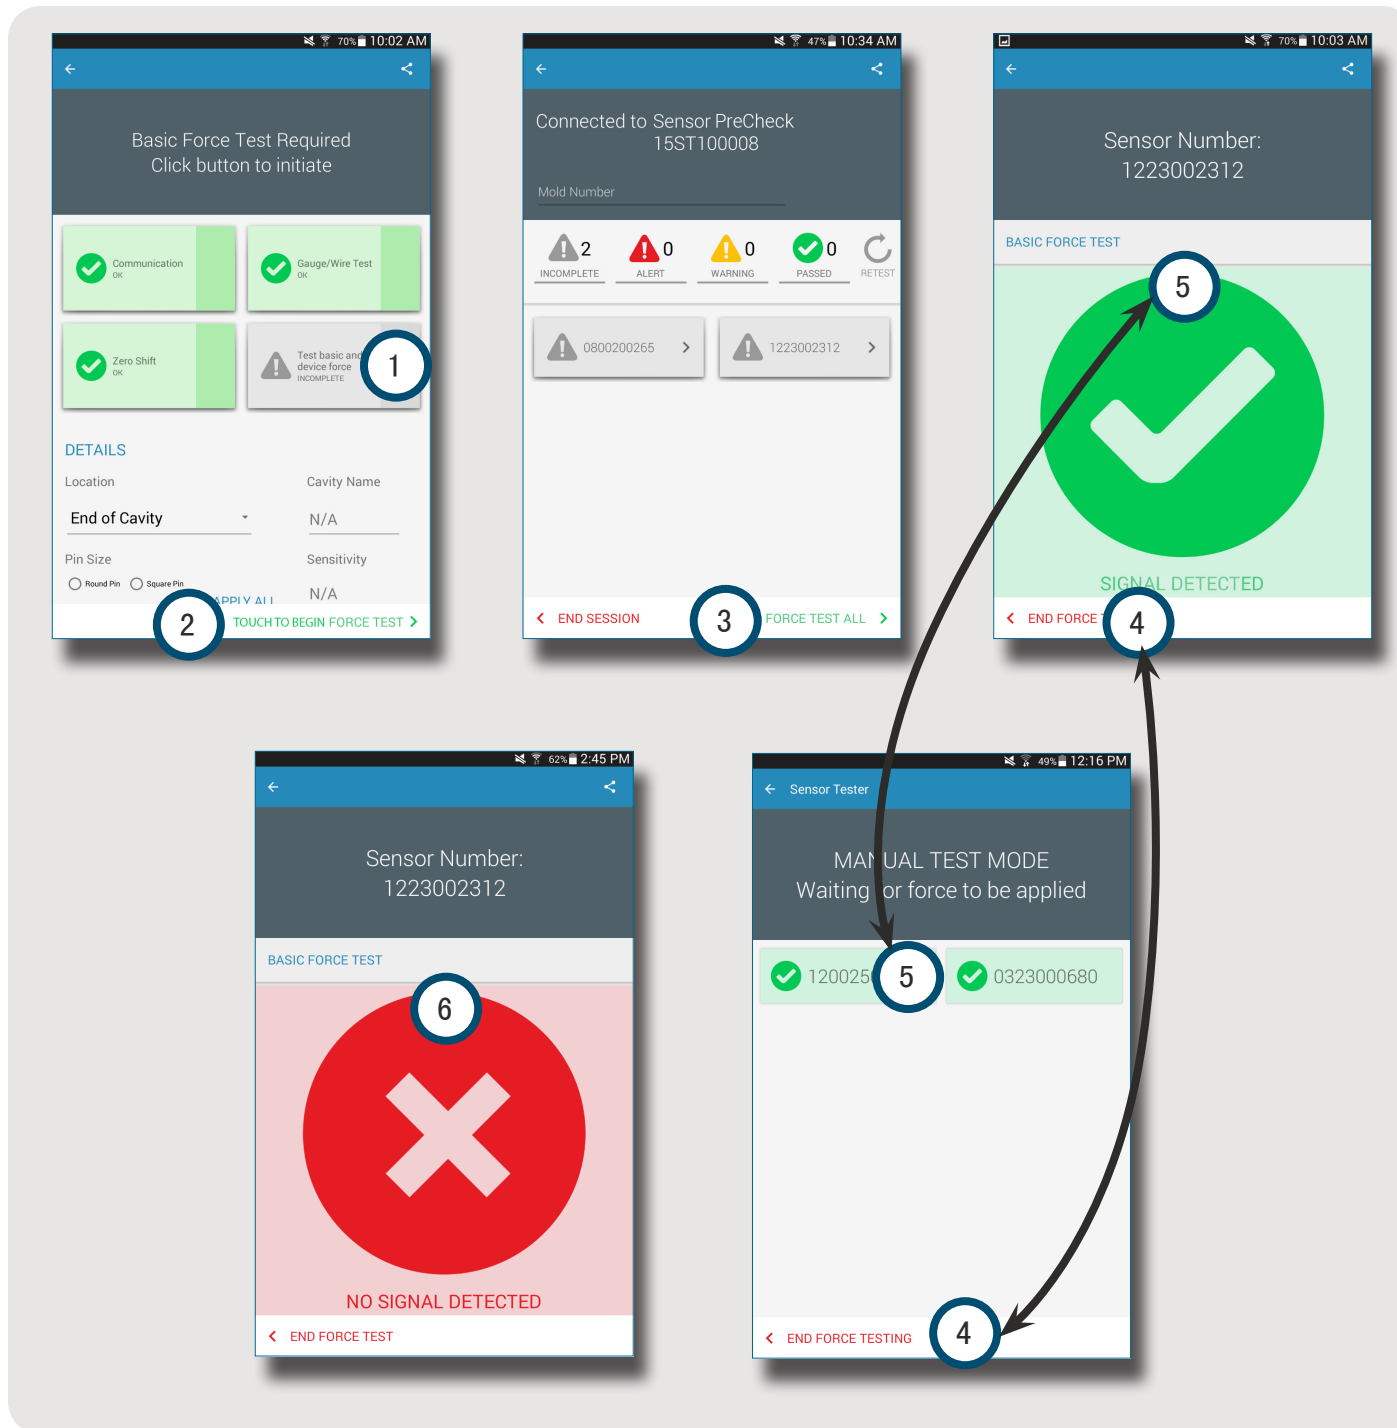 70% 10:02 AM
Basic Force Test Required
Click button to initiate
Communication
OK
Gauge/Wire Test
OK
Zero Shift
OK
Test basic and
device force
INCOMPLETE
1
DETAILS
Location
Cavity Name
End of Cavity
N/A
Pin Size
Sensitivity
Round Pin
Square Pin
N/A
APPLY ALL
2
TOUCH TO BEGIN FORCE TEST
47% 10:34 AM
Connected to Sensor PreCheck
15ST100008
Mold Number
2
INCOMPLETE
0
ALERT
0
WARNING
0
PASSED
RETEST
0800200265
1223002312
END SESSION
3
FORCE TEST ALL
70% 10:03 AM
Sensor Number:
1223002312
BASIC FORCE TEST
5
SIGNAL DETECTED
END FORCE
4
62% 2:45 PM
Sensor Number:
1223002312
BASIC FORCE TEST
6
NO SIGNAL DETECTED
END FORCE TEST
49% 12:16 PM
Sensor Tester
MANUAL TEST MODE
Waiting for force to be applied
5
0323000680
END FORCE TESTING
4